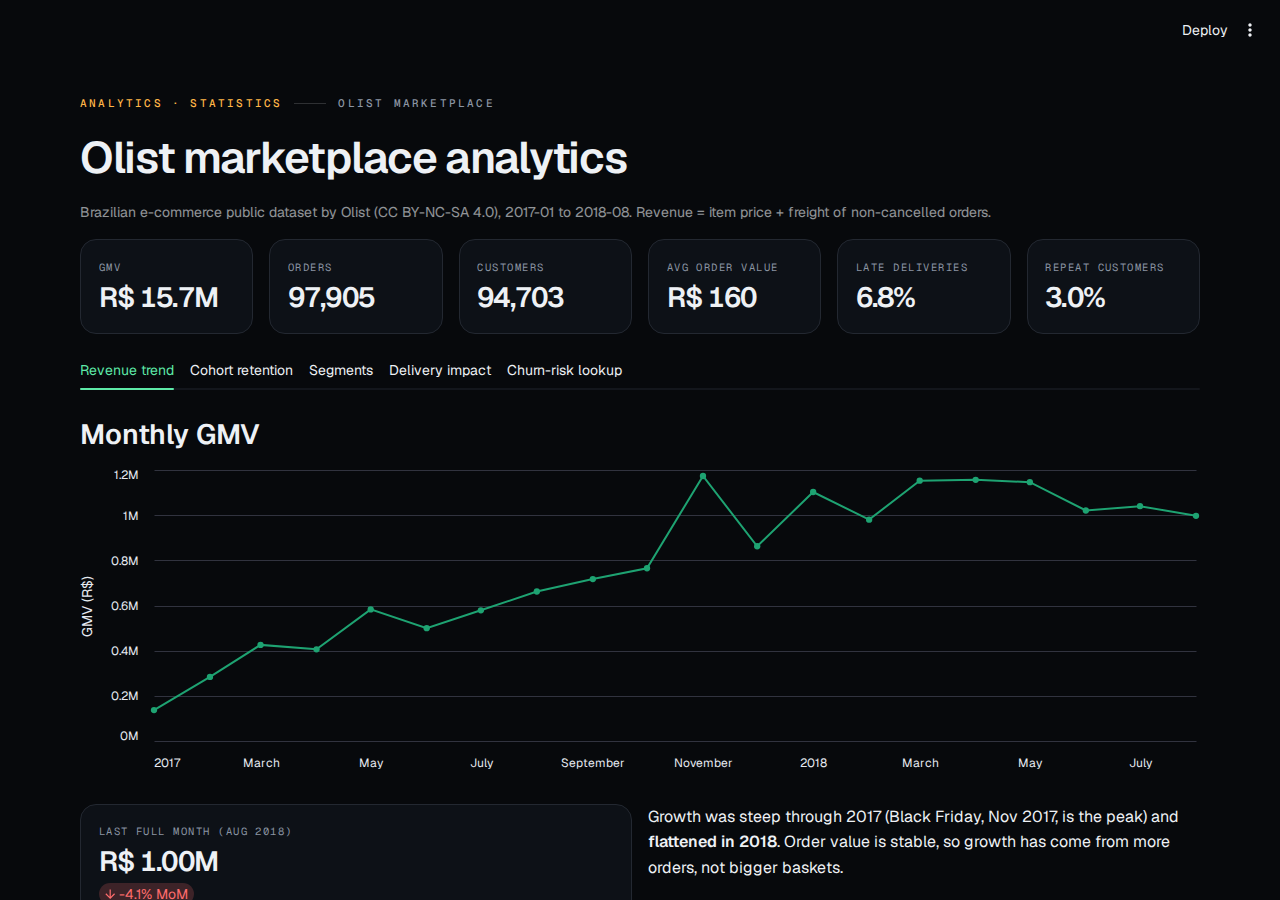 Deploy
ANALYTICS · STATISTICS OLIST MARKETPLACE
Olist marketplace analytics
Brazilian e-commerce public dataset by Olist (CC BY-NC-SA 4.0), 2017-01 to 2018-08. Revenue = item price + freight of non-cancelled orders.
GMV
R$ 15.7M
ORDERS
97,905
CUSTOMERS
94,703
AVG ORDER VALUE
R$ 160
LATE DELIVERIES
6.8%
REPEAT CUSTOMERS
3.0%
Revenue trend Cohort retention Segments Delivery impact Churn-risk lookup
Monthly GMV
GMV (R$)
1.2M
1M
0.8M
0.6M
0.4M
0.2M
0M
2017 March May July September November 2018 March May July
LAST FULL MONTH (AUG 2018)
R$ 1.00M
↓ -4.1% MoM
Growth was steep through 2017 (Black Friday, Nov 2017, is the peak) and
flattened in 2018. Order value is stable, so growth has come from more
orders, not bigger baskets.